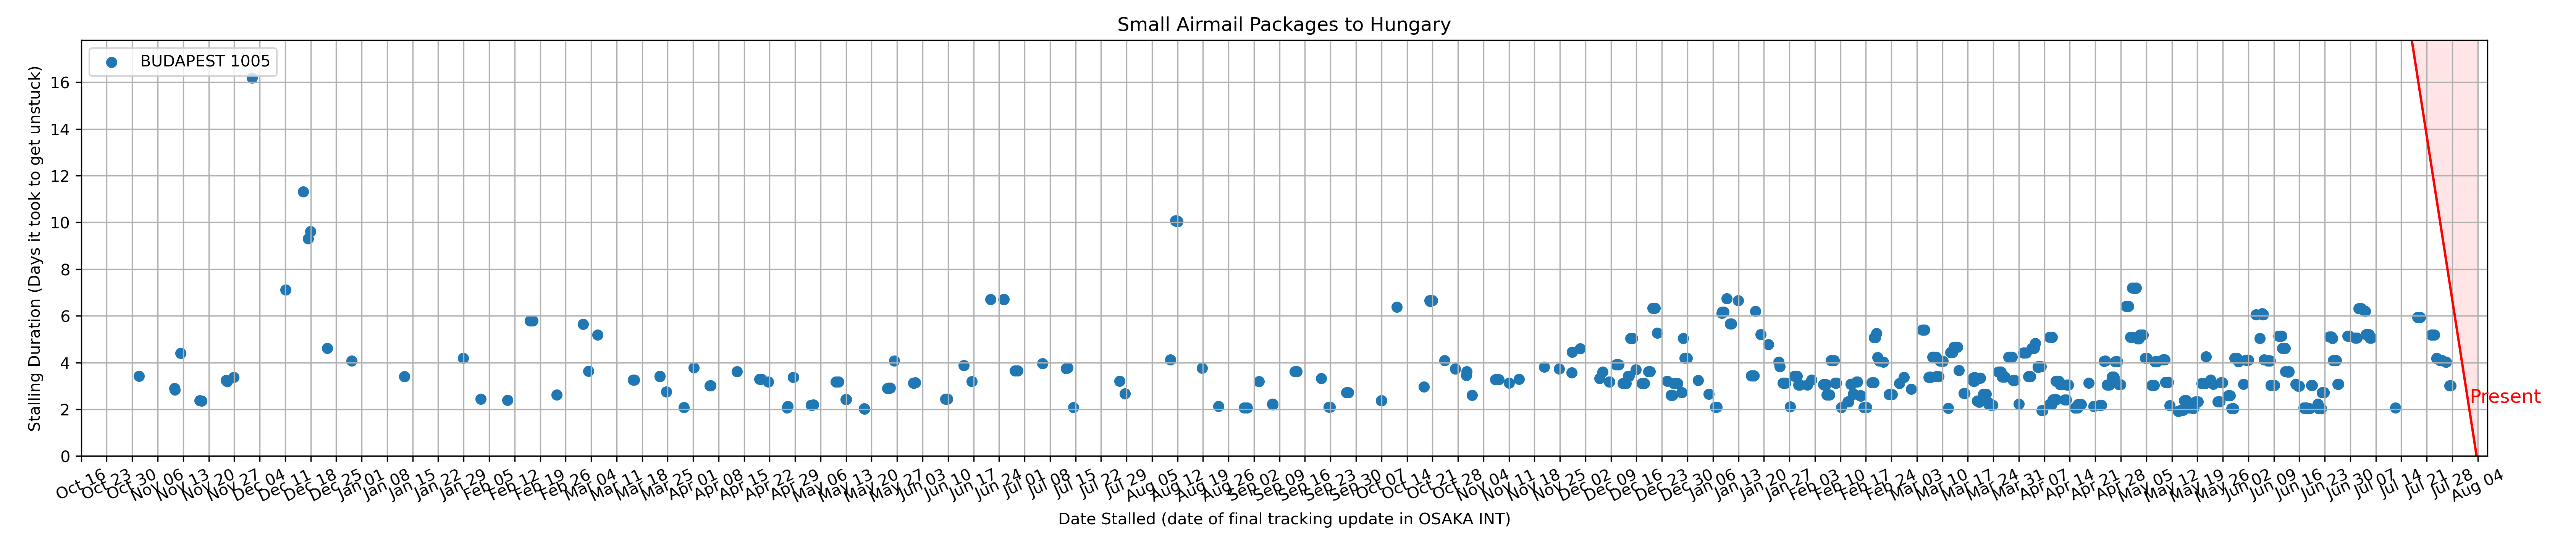 Small Airmail Packages to Hungary
BUDAPEST 1005
Stalling Duration (Days it took to get unstuck)
16
14
12
10
8
6
4
2
0
Present
Oct 16 Oct 23 Oct 30 Nov 06 Nov 13 Nov 20 Nov 27 Dec 04 Dec 11 Dec 18 Dec 25 Jan 01 Jan 08 Jan 15 Jan 22 Jan 29 Feb 05 Feb 12 Feb 19 Feb 26 Mar 04 Mar 11 Mar 18 Mar 25 Apr 01 Apr 08 Apr 15 Apr 22 Apr 29 May 06 May 13 May 20 May 27 Jun 03 Jun 10 Jun 17 Jun 24 Jul 01 Jul 08 Jul 15 Jul 22 Jul 29 Aug 05 Aug 12 Aug 19 Aug 26 Sep 02 Sep 09 Sep 16 Sep 23 Sep 30 Oct 07 Oct 14 Oct 21 Oct 28 Nov 04 Nov 11 Nov 18 Nov 25 Dec 02 Dec 09 Dec 16 Dec 23 Dec 30 Jan 06 Jan 13 Jan 20 Jan 27 Feb 03 Feb 10 Feb 17 Feb 24 Mar 03 Mar 10 Mar 17 Mar 24 Mar 31 Apr 07 Apr 14 Apr 21 Apr 28 May 05 May 12 May 19 May 26 Jun 02 Jun 09 Jun 16 Jun 23 Jun 30 Jul 07 Jul 14 Jul 21 Jul 28 Aug 04
Date Stalled (date of final tracking update in OSAKA INT)